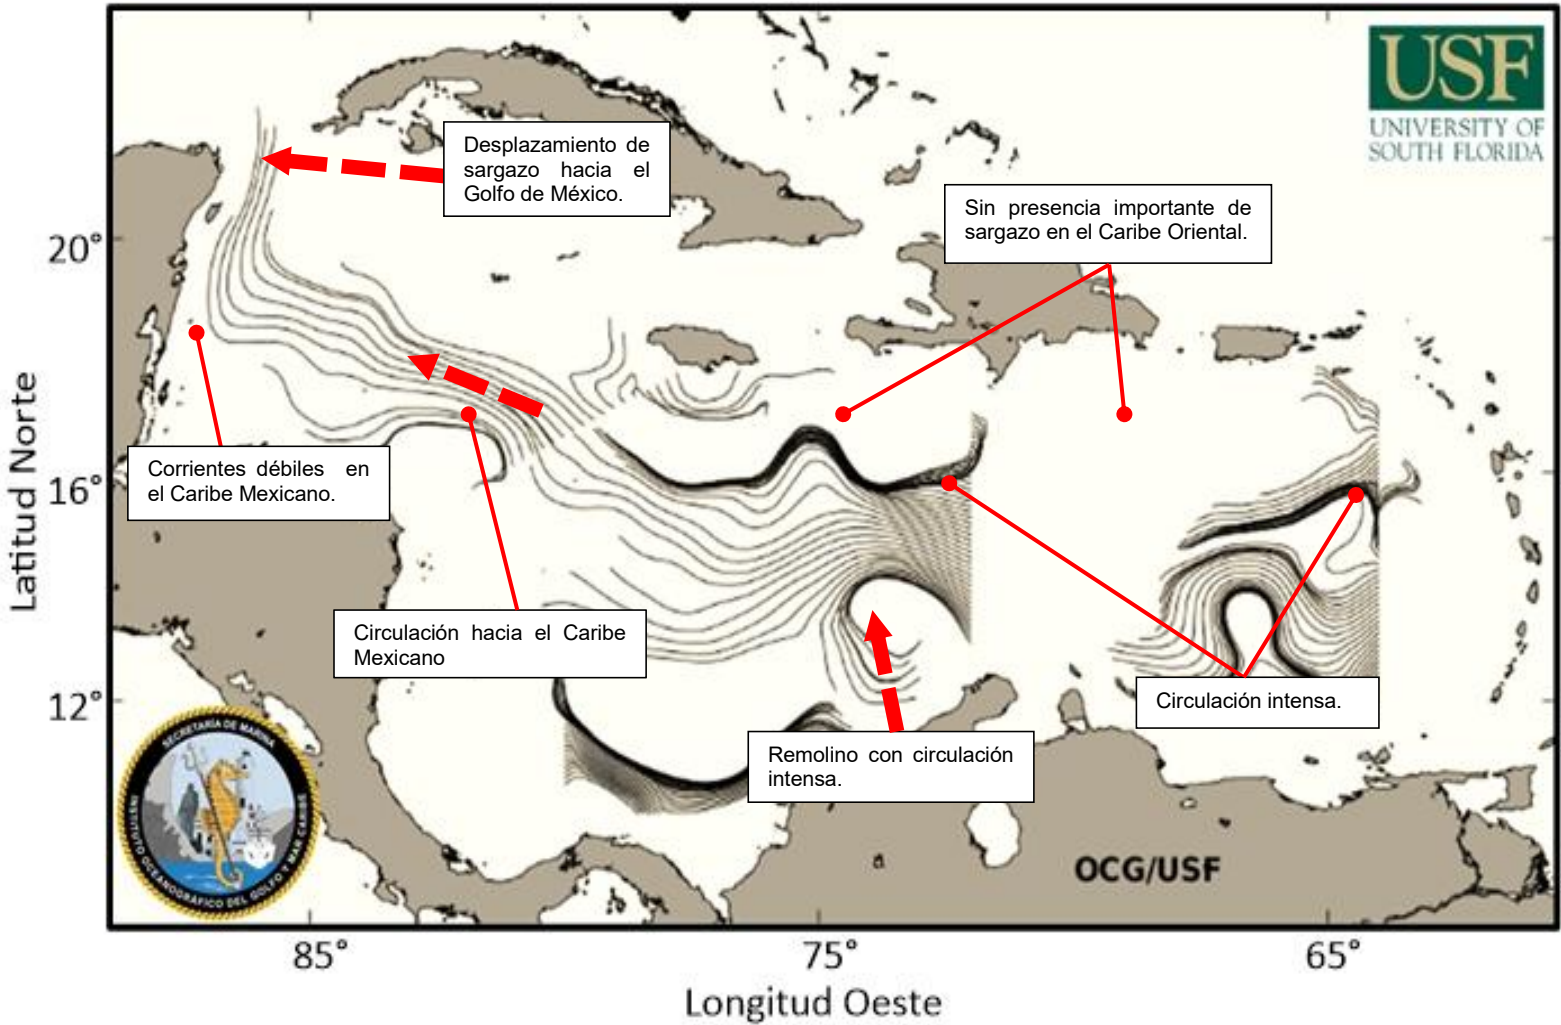 USF
UNIVERSITY OF
SOUTH FLORIDA
Desplazamiento de
sargazo hacia el
Golfo de México.
Sin presencia importante de
sargazo en el Caribe Oriental.
20°
16°
12°
Latitud Norte
Corrientes débiles en
el Caribe Mexicano.
Circulación hacia el Caribe
Mexicano
Circulación intensa.
Remolino con circulación
intensa.
SECRETARÍA DE MARINA
INSTITUTO OCEANOGRÁFICO DEL GOLFO Y MAR CARIBE
OCG/USF
85°
75°
65°
Longitud Oeste